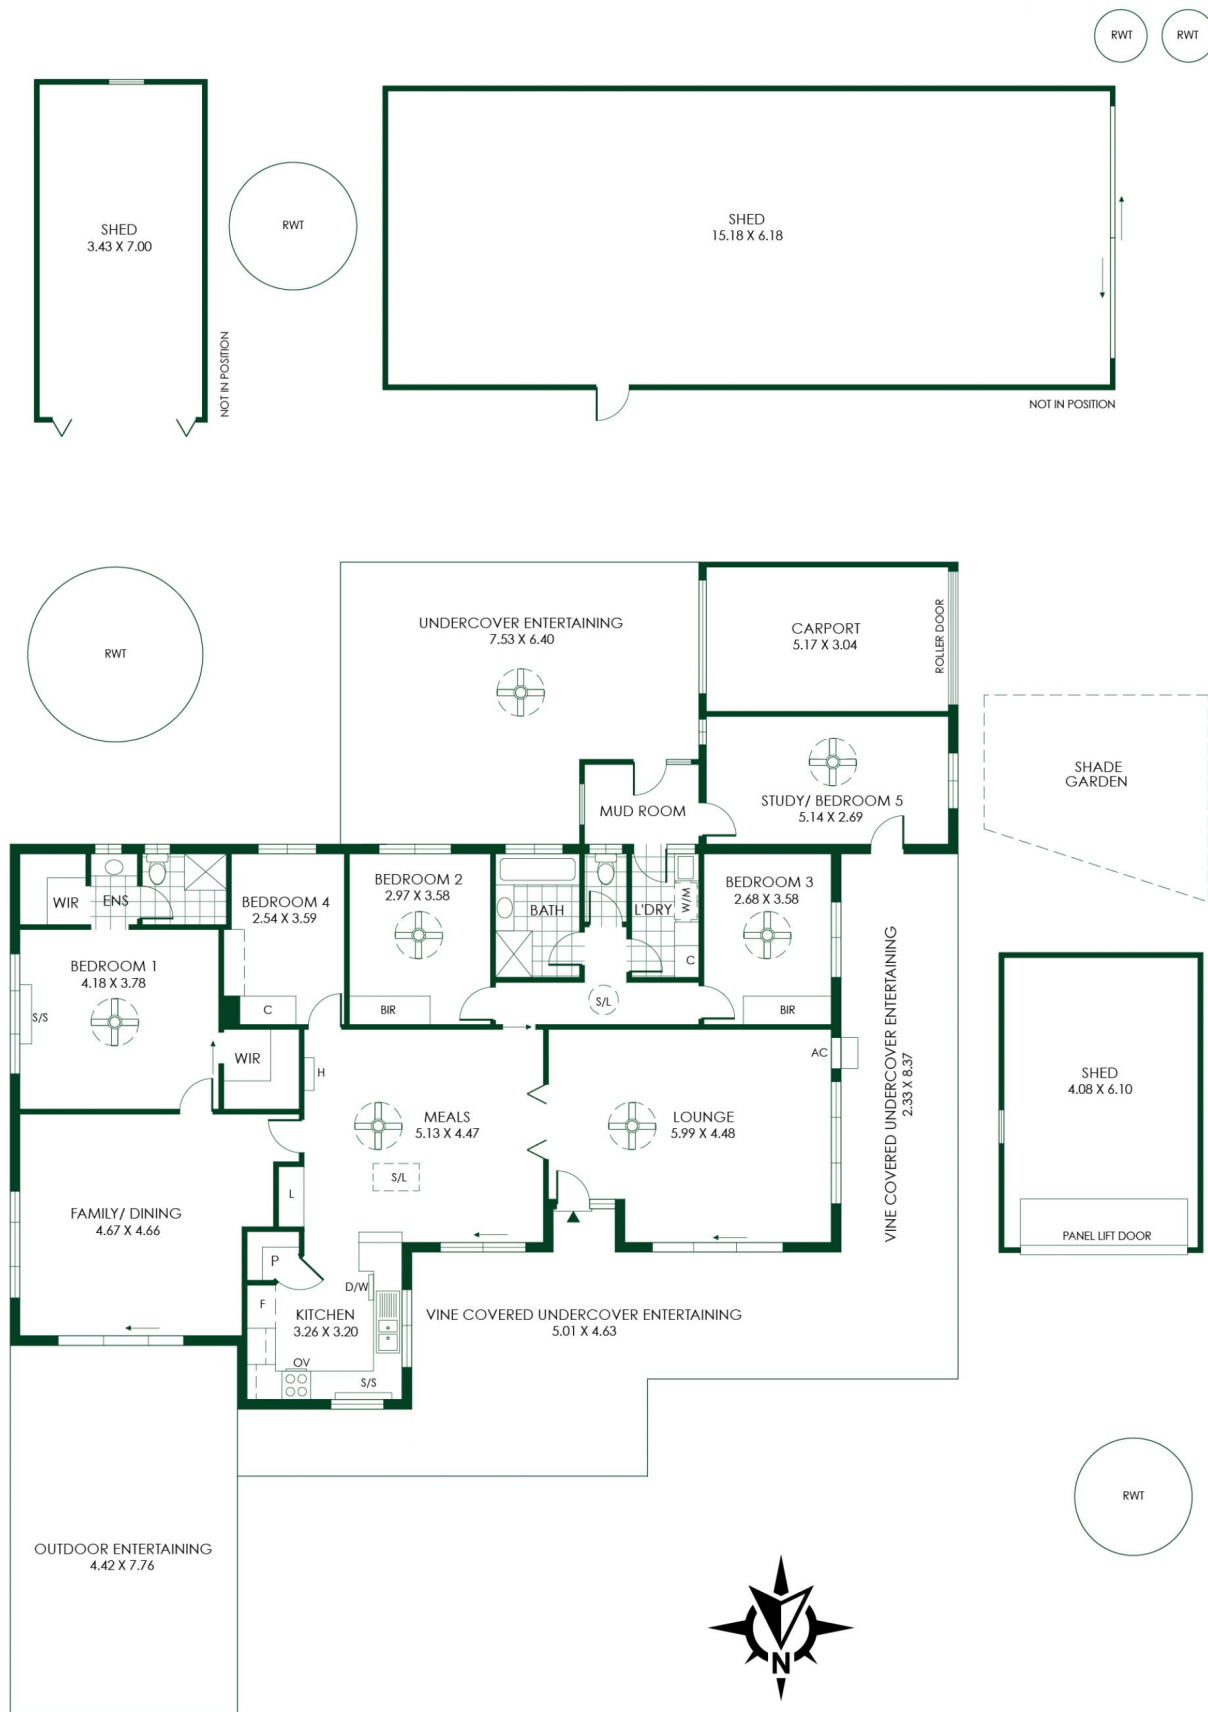 RWT
RWT
SHED
3.43 X 7.00
NOT IN POSITION
RWT
SHED
15.18 X 6.18
NOT IN POSITION
RWT
UNDERCOVER ENTERTAINING
7.53 X 6.40
CARPORT
5.17 X 3.04
ROLLER DOOR
SHADE
GARDEN
MUD ROOM
STUDY/ BEDROOM 5
5.14 X 2.69
WIR
ENS
BEDROOM 4
2.54 X 3.59
C
BEDROOM 2
2.97 X 3.58
BIR
BATH
L'DRY
W/M
C
BEDROOM 3
2.68 X 3.58
BIR
S/L
BEDROOM 1
4.18 X 3.78
S/S
WIR
H
MEALS
5.13 X 4.47
S/L
LOUNGE
5.99 X 4.48
AC
VINE COVERED UNDERCOVER ENTERTAINING
2.33 X 8.37
SHED
4.08 X 6.10
PANEL LIFT DOOR
FAMILY/ DINING
4.67 X 4.66
L
P
F
D/W
KITCHEN
3.26 X 3.20
OV
S/S
VINE COVERED UNDERCOVER ENTERTAINING
5.01 X 4.63
RWT
OUTDOOR ENTERTAINING
4.42 X 7.76
N